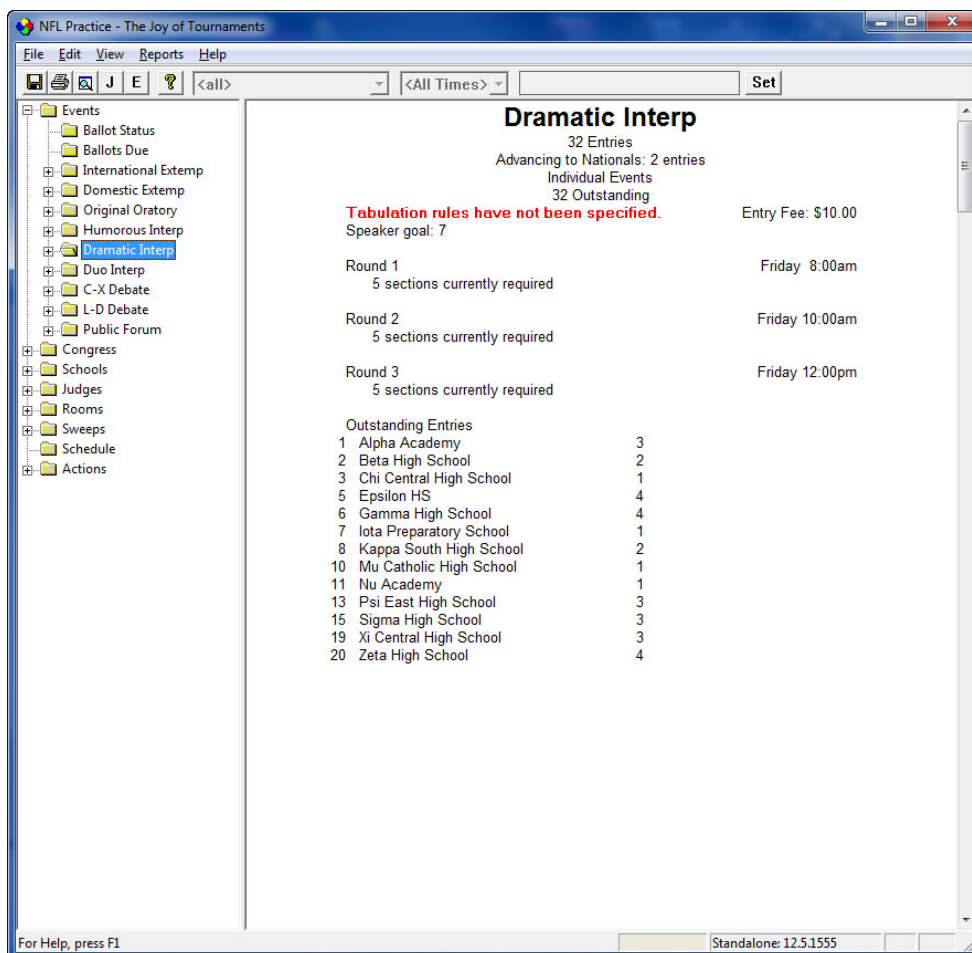 NFL Practice - The Joy of Tournaments
File Edit View Reports Help
J E ? <all> <All Times> Set
Events
Ballot Status
Ballots Due
International Extemp
Domestic Extemp
Original Oratory
Humorous Interp
Dramatic Interp
Duo Interp
C-X Debate
L-D Debate
Public Forum
Congress
Schools
Judges
Rooms
Sweeps
Schedule
Actions
Dramatic Interp
32 Entries
Advancing to Nationals: 2 entries
Individual Events
32 Outstanding
Tabulation rules have not been specified. Entry Fee: $10.00
Speaker goal: 7
Round 1 Friday 8:00am
5 sections currently required
Round 2 Friday 10:00am
5 sections currently required
Round 3 Friday 12:00pm
5 sections currently required
Outstanding Entries
1 Alpha Academy 3
2 Beta High School 2
3 Chi Central High School 1
5 Epsilon HS 4
6 Gamma High School 4
7 Iota Preparatory School 1
8 Kappa South High School 2
10 Mu Catholic High School 1
11 Nu Academy 1
13 Psi East High School 3
15 Sigma High School 3
19 Xi Central High School 3
20 Zeta High School 4
For Help, press F1
Standalone: 12.5.1555